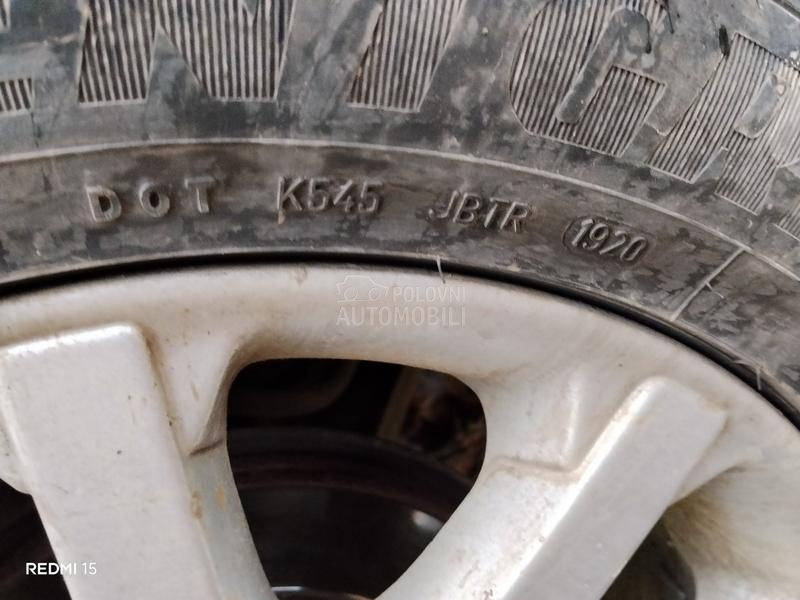 DOT K545 JBTR 1920
POLOVNI
AUTOMOBILI
REDMI 15